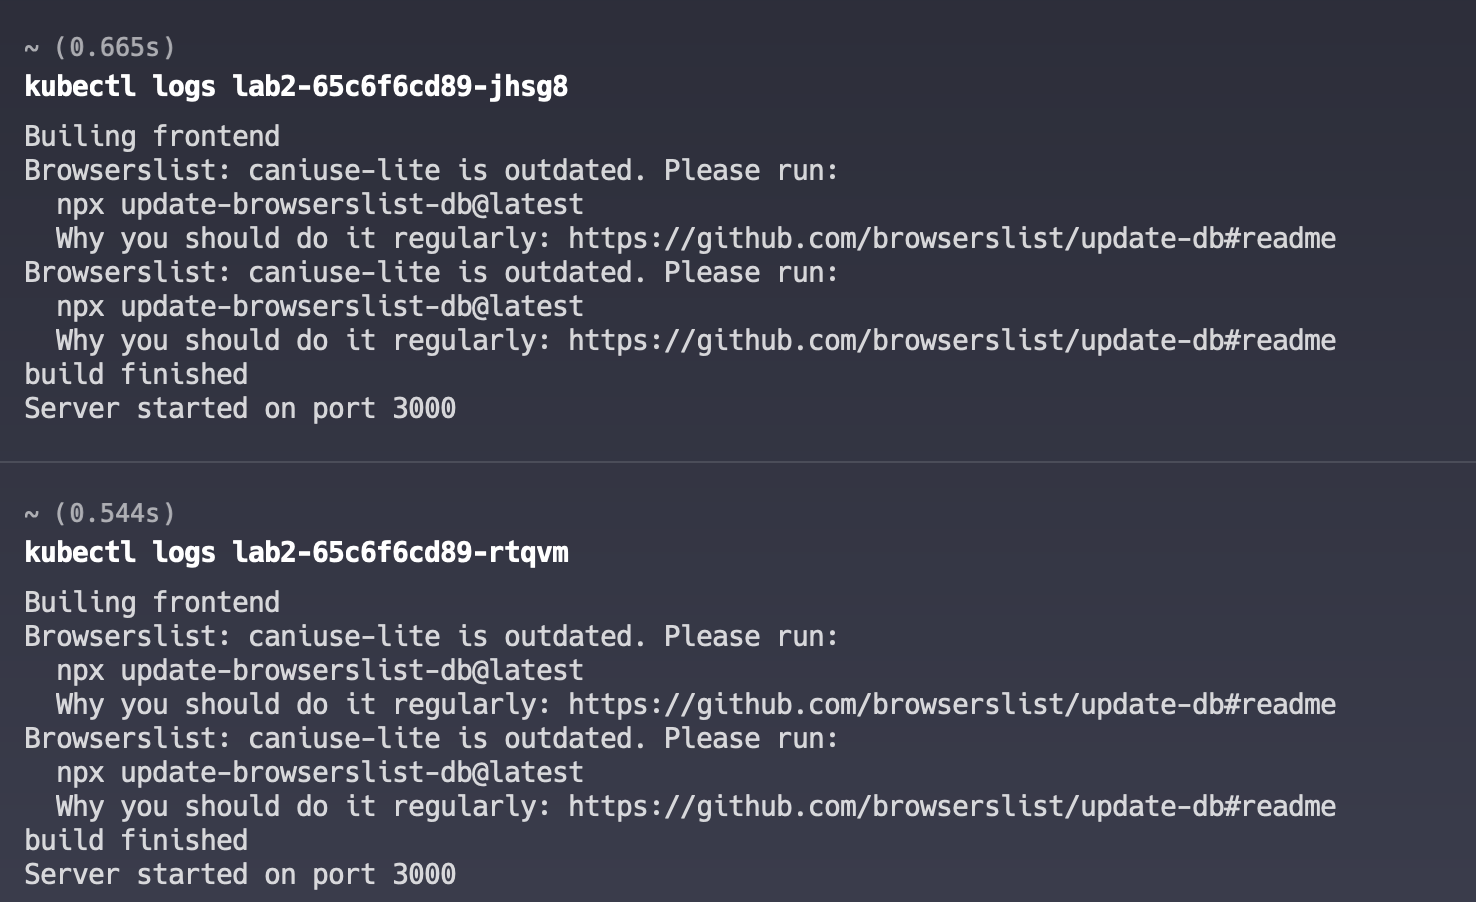 ~ (0.665s)
kubectl logs lab2-65c6f6cd89-jhsg8
Builing frontend
Browserslist: caniuse-lite is outdated. Please run:
  npx update-browserslist-db@latest
  Why you should do it regularly: https://github.com/browserslist/update-db#readme
Browserslist: caniuse-lite is outdated. Please run:
  npx update-browserslist-db@latest
  Why you should do it regularly: https://github.com/browserslist/update-db#readme
build finished
Server started on port 3000
~ (0.544s)
kubectl logs lab2-65c6f6cd89-rtqvm
Builing frontend
Browserslist: caniuse-lite is outdated. Please run:
  npx update-browserslist-db@latest
  Why you should do it regularly: https://github.com/browserslist/update-db#readme
Browserslist: caniuse-lite is outdated. Please run:
  npx update-browserslist-db@latest
  Why you should do it regularly: https://github.com/browserslist/update-db#readme
build finished
Server started on port 3000